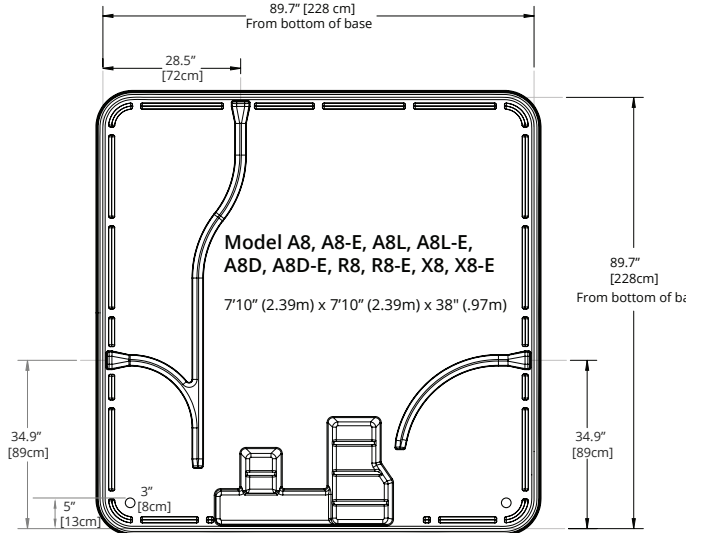 89.7” [228 cm]
From bottom of base
28.5”
[72cm]
Model A8, A8-E, A8L, A8L-E,
A8D, A8D-E, R8, R8-E, X8, X8-E
7’10” (2.39m) x 7’10” (2.39m) x 38" (.97m)
89.7”
[228cm]
From bottom of
34.9”
[89cm]
34.9”
[89cm]
3”
[8cm]
5”
[13cm]